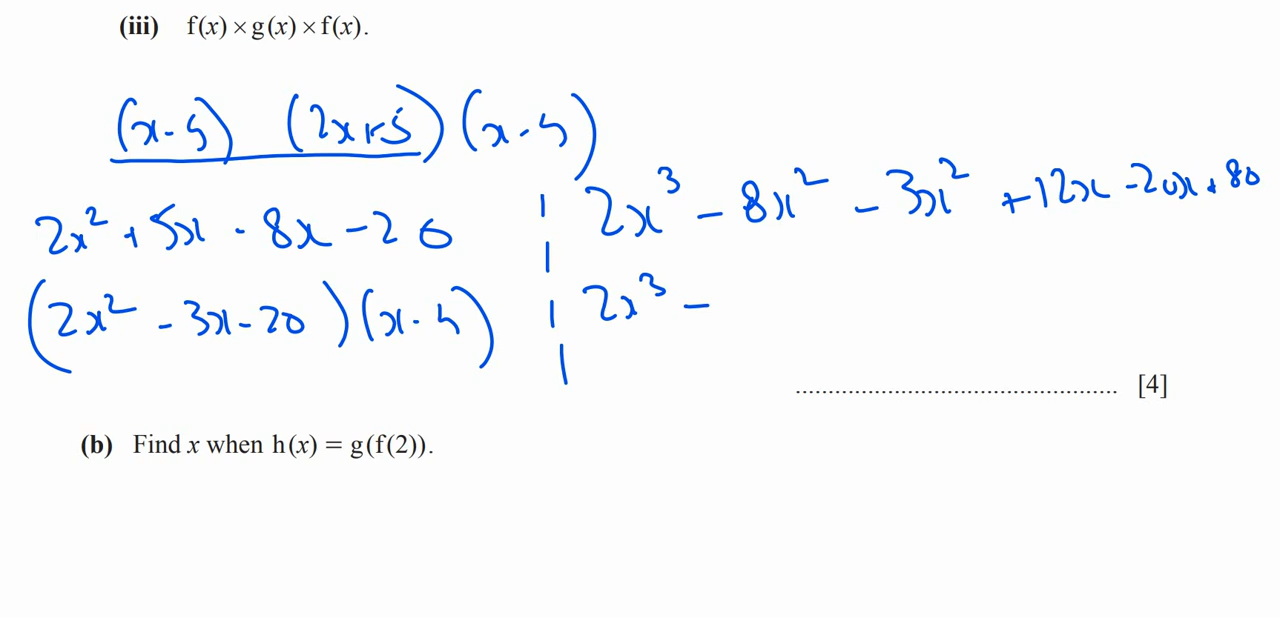 (iii) f(x) × g(x) × f(x).
(x - 4) (2x + 5) (x - 4)
2x² + 5x - 8x - 20
(2x² - 3x - 20)(x - 4)
2x³ - 8x² - 3x² + 12x - 20x + 80
2x³ -
[4]
(b) Find x when h(x) = g(f(2)).